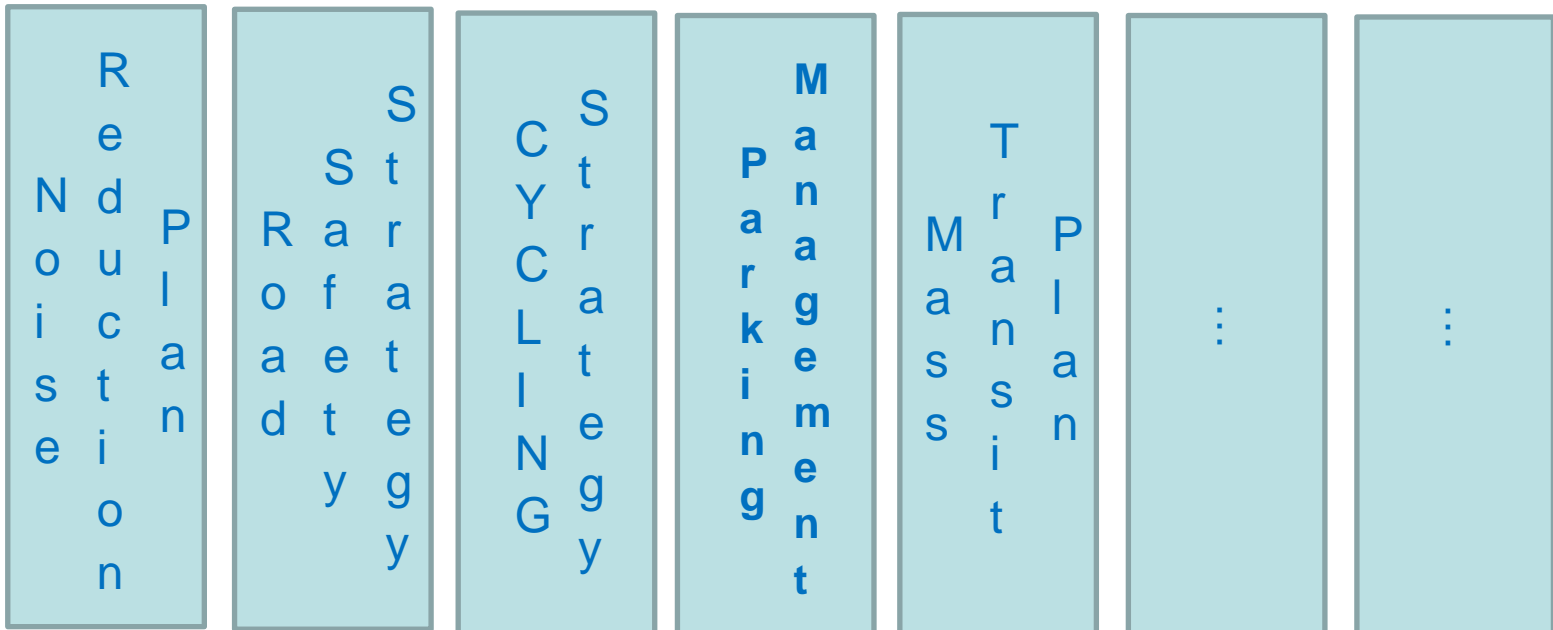 Noise
Reduction
Plan
Road
Safety
Strategy
CYCLING
Strategy
Parking
Management
Mass
Transit
Plan
…
…